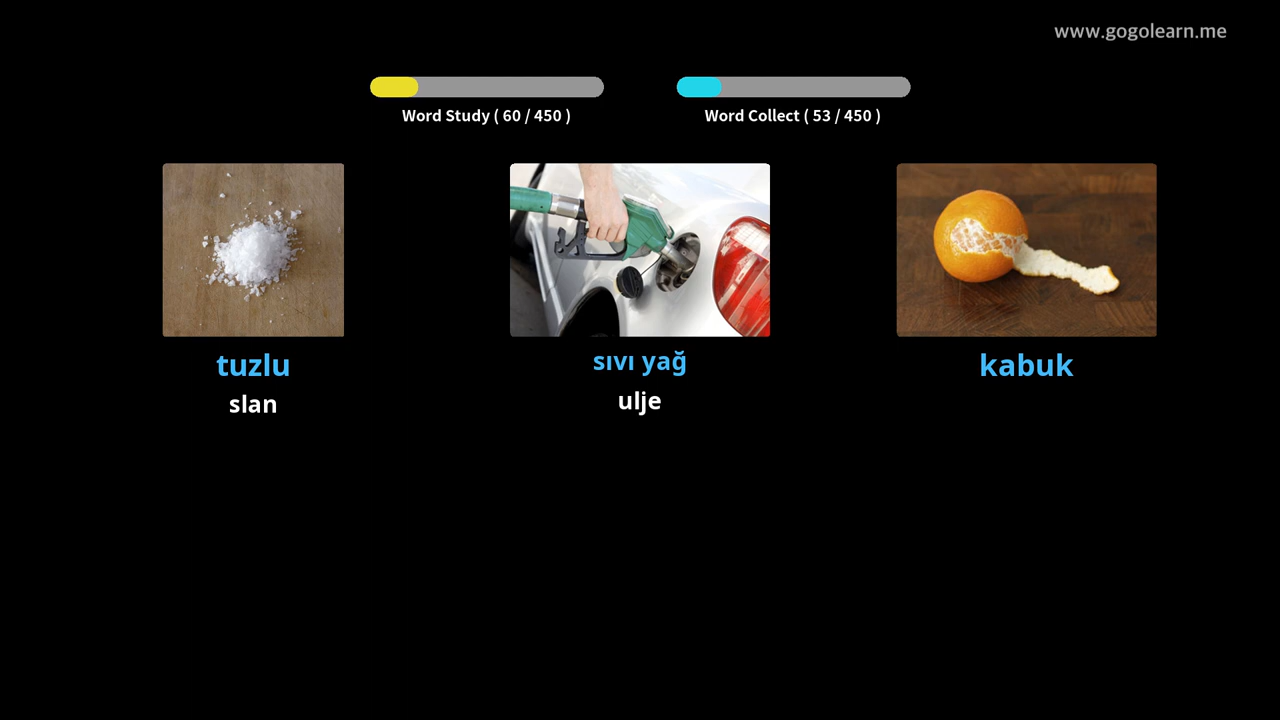 www.gogolearn.me
Word Study ( 60 / 450 )
Word Collect ( 53 / 450 )
tuzlu
slan
sıvı yağ
ulje
kabuk